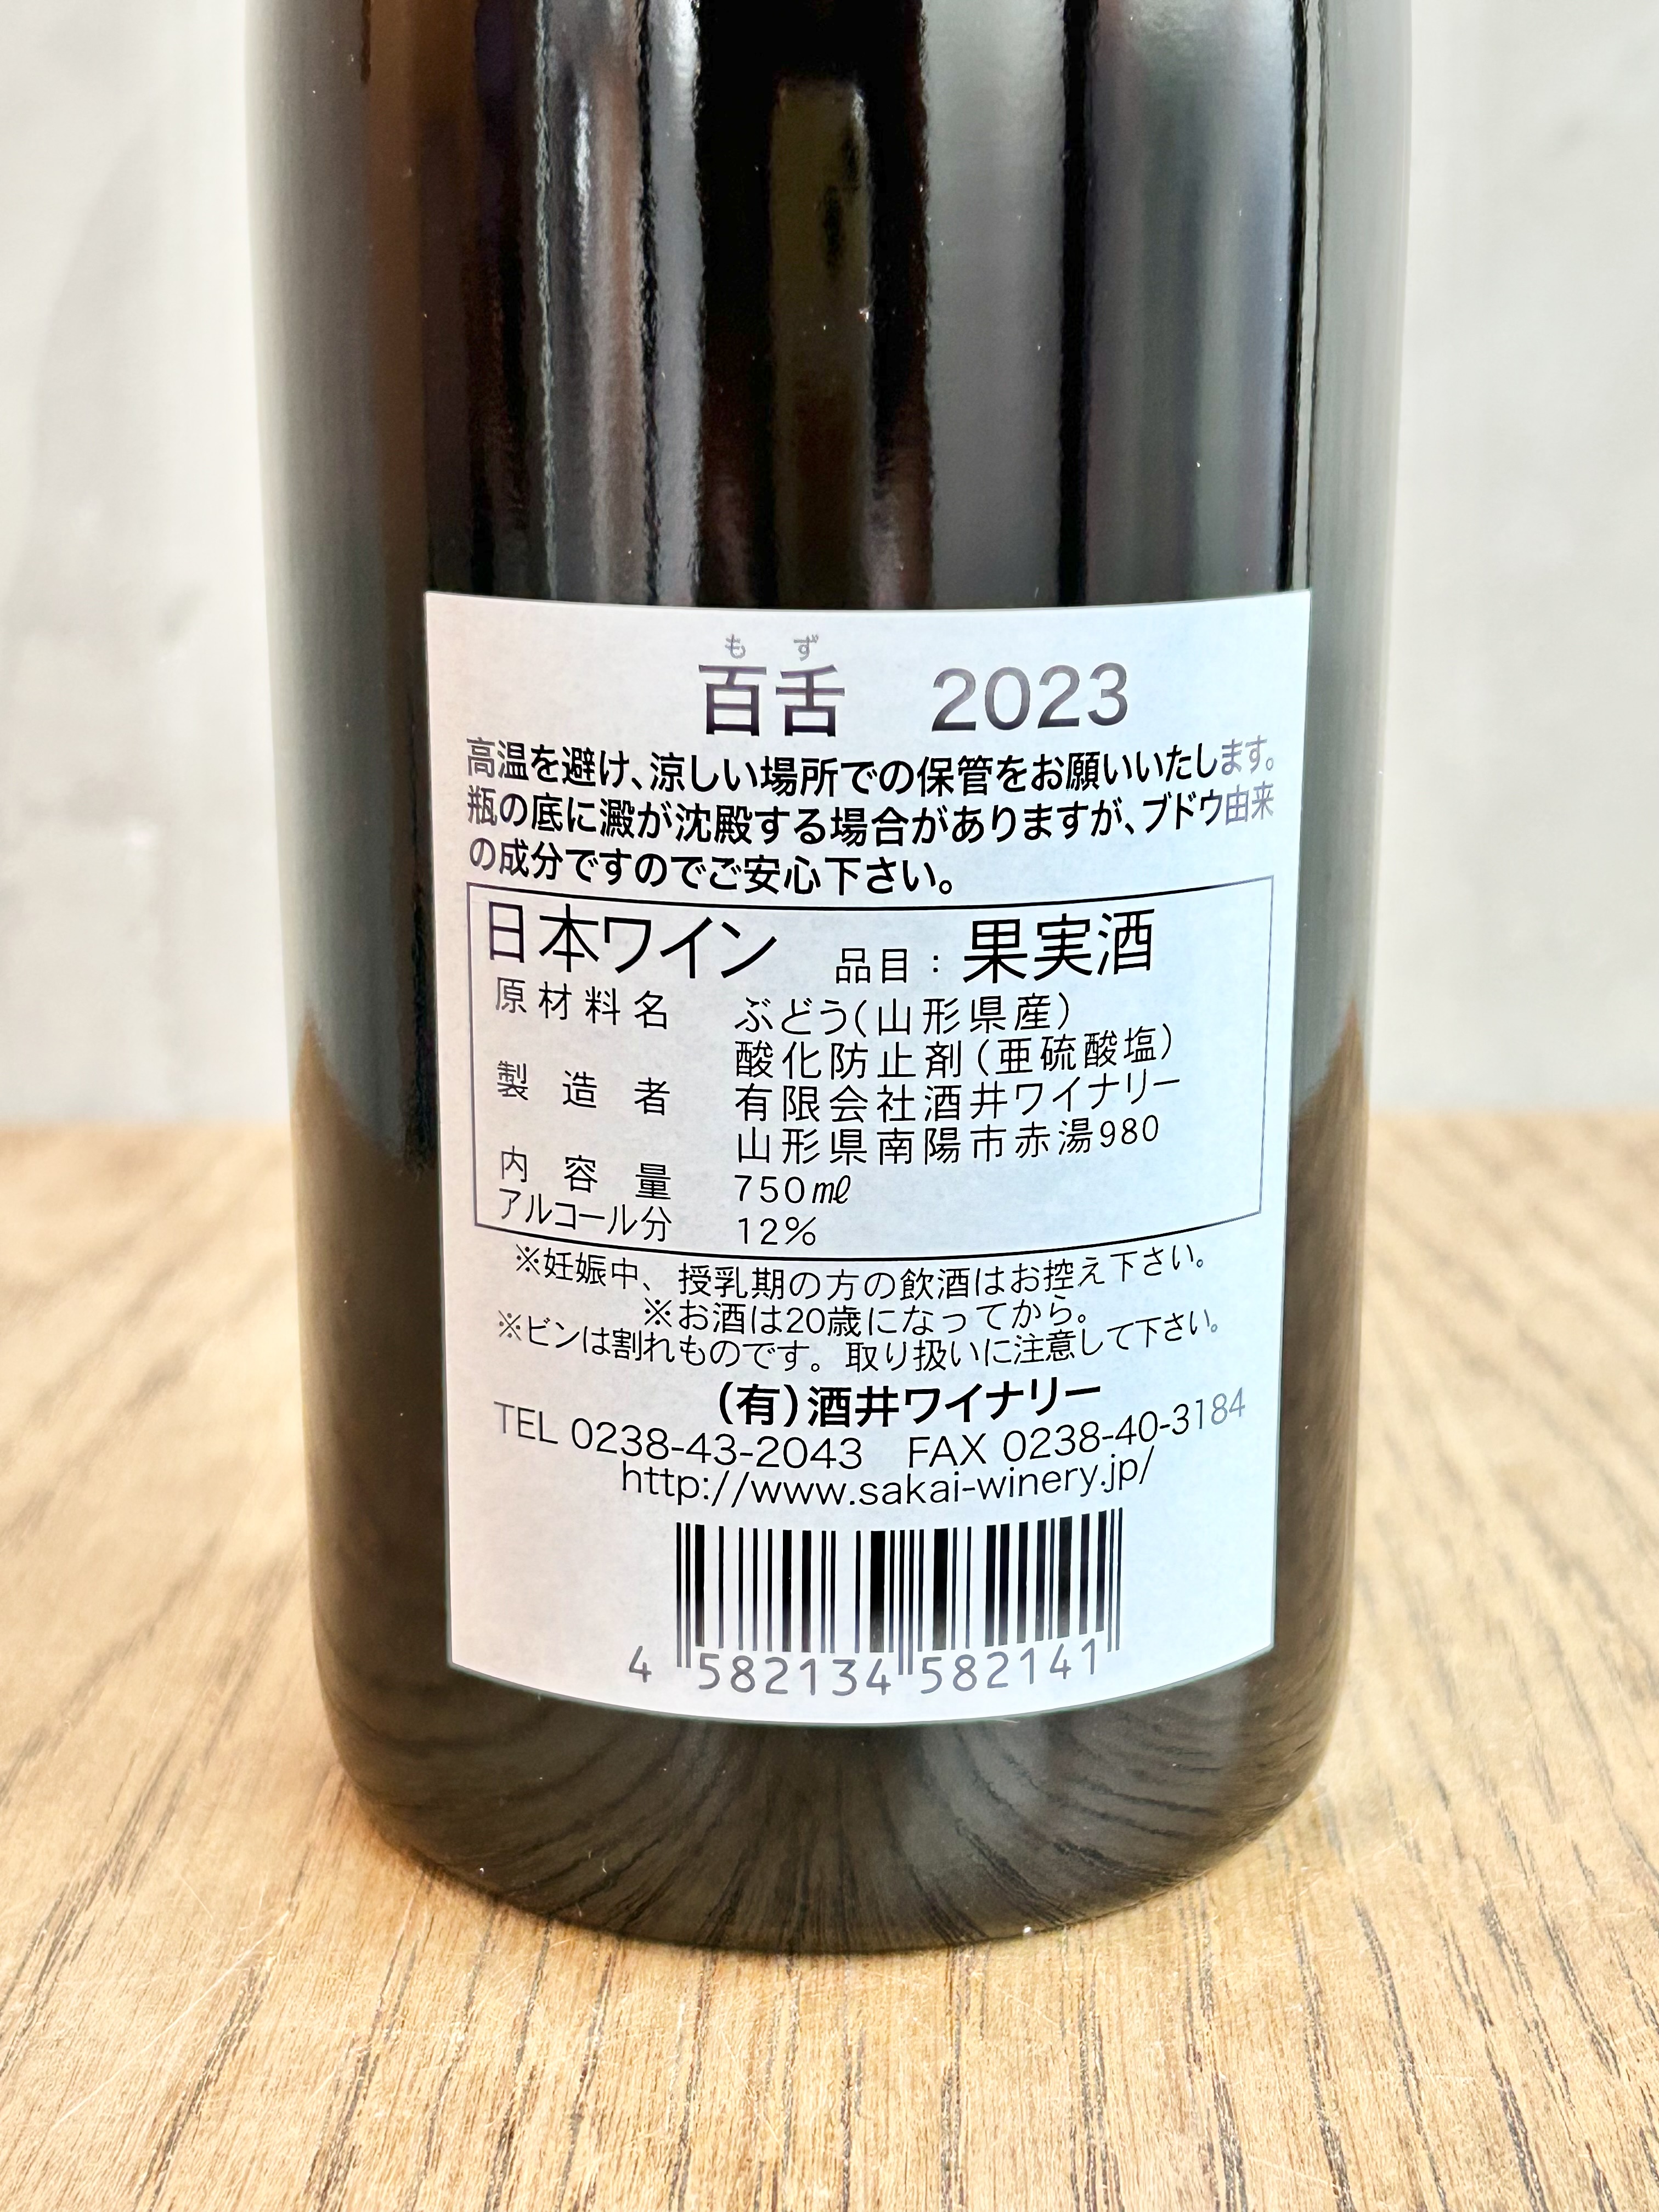 もず
百舌 2023
高温を避け、涼しい場所での保管をお願いいたします。
瓶の底に澱が沈殿する場合がありますが、ブドウ由来
の成分ですのでご安心下さい。
日本ワイン 品目：果実酒
原材料名 ぶどう(山形県産)
酸化防止剤(亜硫酸塩)
製造者 有限会社酒井ワイナリー
山形県南陽市赤湯980
内容量 750㎖
アルコール分 12%
※妊娠中、授乳期の方の飲酒はお控え下さい。
※お酒は20歳になってから。
※ビンは割れものです。取り扱いに注意して下さい。
(有)酒井ワイナリー
TEL 0238-43-2043 FAX 0238-40-3184
http://www.sakai-winery.jp/
4 582134 582141